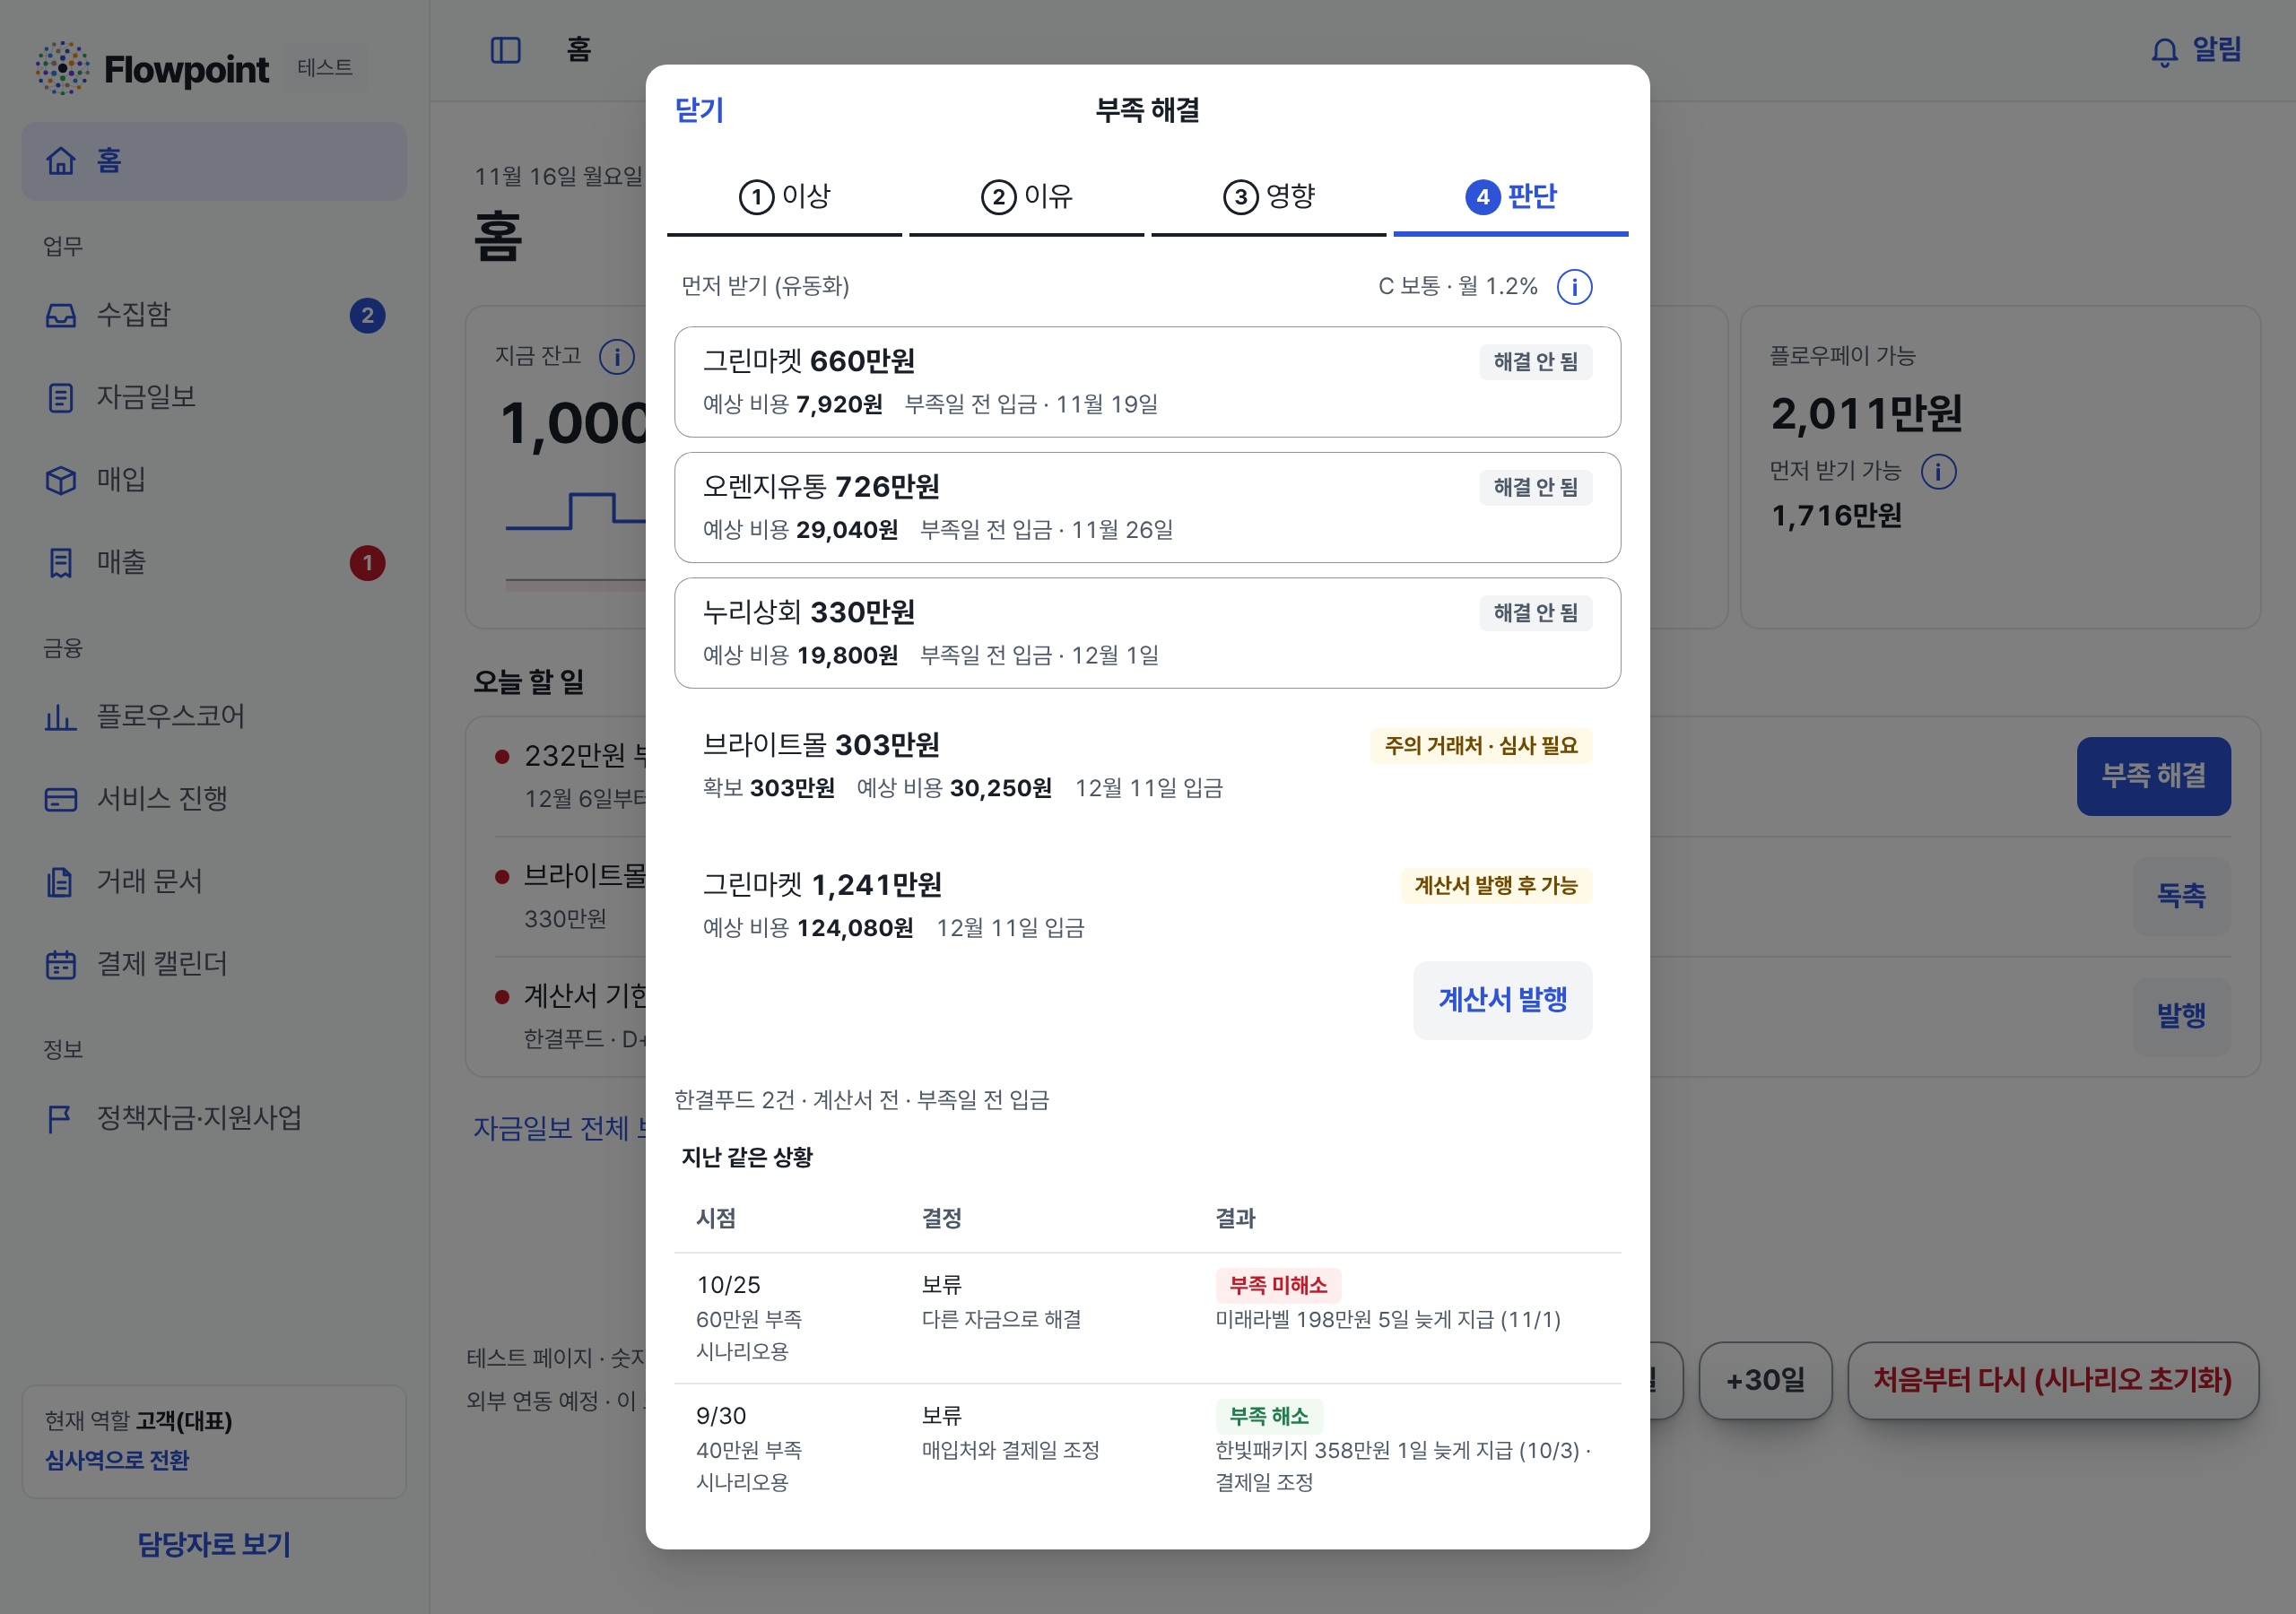 Flowpoint 테스트
홈
업무
수집함 2
자금일보
매입
매출 1
금융
플로우스코어
서비스 진행
거래 문서
결제 캘린더
정보
정책자금·지원사업
현재 역할 고객(대표)
심사역으로 전환
담당자로 보기
홈
알림
11월 16일 월요일
홈
지금 잔고
1,000
플로우페이 가능
2,011만원
먼저 받기 가능
1,716만원
오늘 할 일
232만원
12월 6일부터
부족 해결
브라이트몰
330만원
독촉
계산서 기한
한결푸드 · D+
발행
자금일보 전체
테스트 페이지 · 숫자
외부 연동 예정 · 이
+30일
처음부터 다시 (시나리오 초기화)
닫기
부족 해결
1 이상
2 이유
3 영향
4 판단
먼저 받기 (유동화)
C 보통 · 월 1.2%
그린마켓 660만원
해결 안 됨
예상 비용 7,920원 부족일 전 입금 · 11월 19일
오렌지유통 726만원
해결 안 됨
예상 비용 29,040원 부족일 전 입금 · 11월 26일
누리상회 330만원
해결 안 됨
예상 비용 19,800원 부족일 전 입금 · 12월 1일
브라이트몰 303만원
주의 거래처 · 심사 필요
확보 303만원 예상 비용 30,250원 12월 11일 입금
그린마켓 1,241만원
계산서 발행 후 가능
예상 비용 124,080원 12월 11일 입금
계산서 발행
한결푸드 2건 · 계산서 전 · 부족일 전 입금
지난 같은 상황
시점 결정 결과
10/25 보류 부족 미해소
60만원 부족 다른 자금으로 해결 미래라벨 198만원 5일 늦게 지급 (11/1)
시나리오용
9/30 보류 부족 해소
40만원 부족 매입처와 결제일 조정 한빛패키지 358만원 1일 늦게 지급 (10/3) ·
시나리오용 결제일 조정